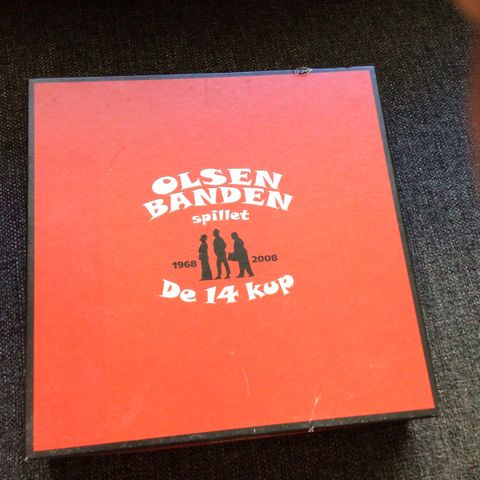 OLSEN
BANDEN
spillet
1968 2008
De 14 kup